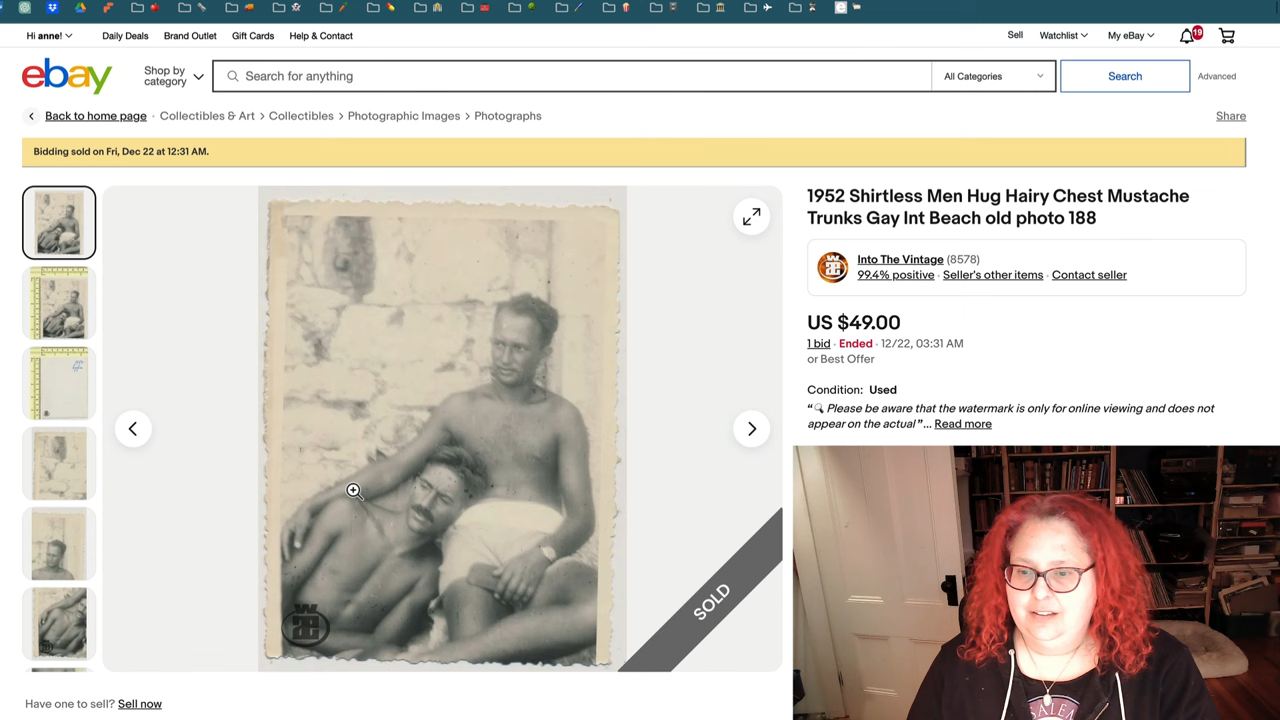 Hi anne!
Daily Deals
Brand Outlet
Gift Cards
Help & Contact
Sell
Watchlist
My eBay
19
ebay
Shop by
category
Search for anything
All Categories
Search
Advanced
Back to home page · Collectibles & Art > Collectibles > Photographic Images > Photographs
Share
Bidding sold on Fri, Dec 22 at 12:31 AM.
1952 Shirtless Men Hug Hairy Chest Mustache
Trunks Gay Int Beach old photo 188
Into The Vintage (8578)
99.4% positive · Seller's other items · Contact seller
US $49.00
1 bid · Ended · 12/22, 03:31 AM
or Best Offer
Condition: Used
“ Please be aware that the watermark is only for online viewing and does not
appear on the actual”... Read more
SOLD
Have one to sell? Sell now